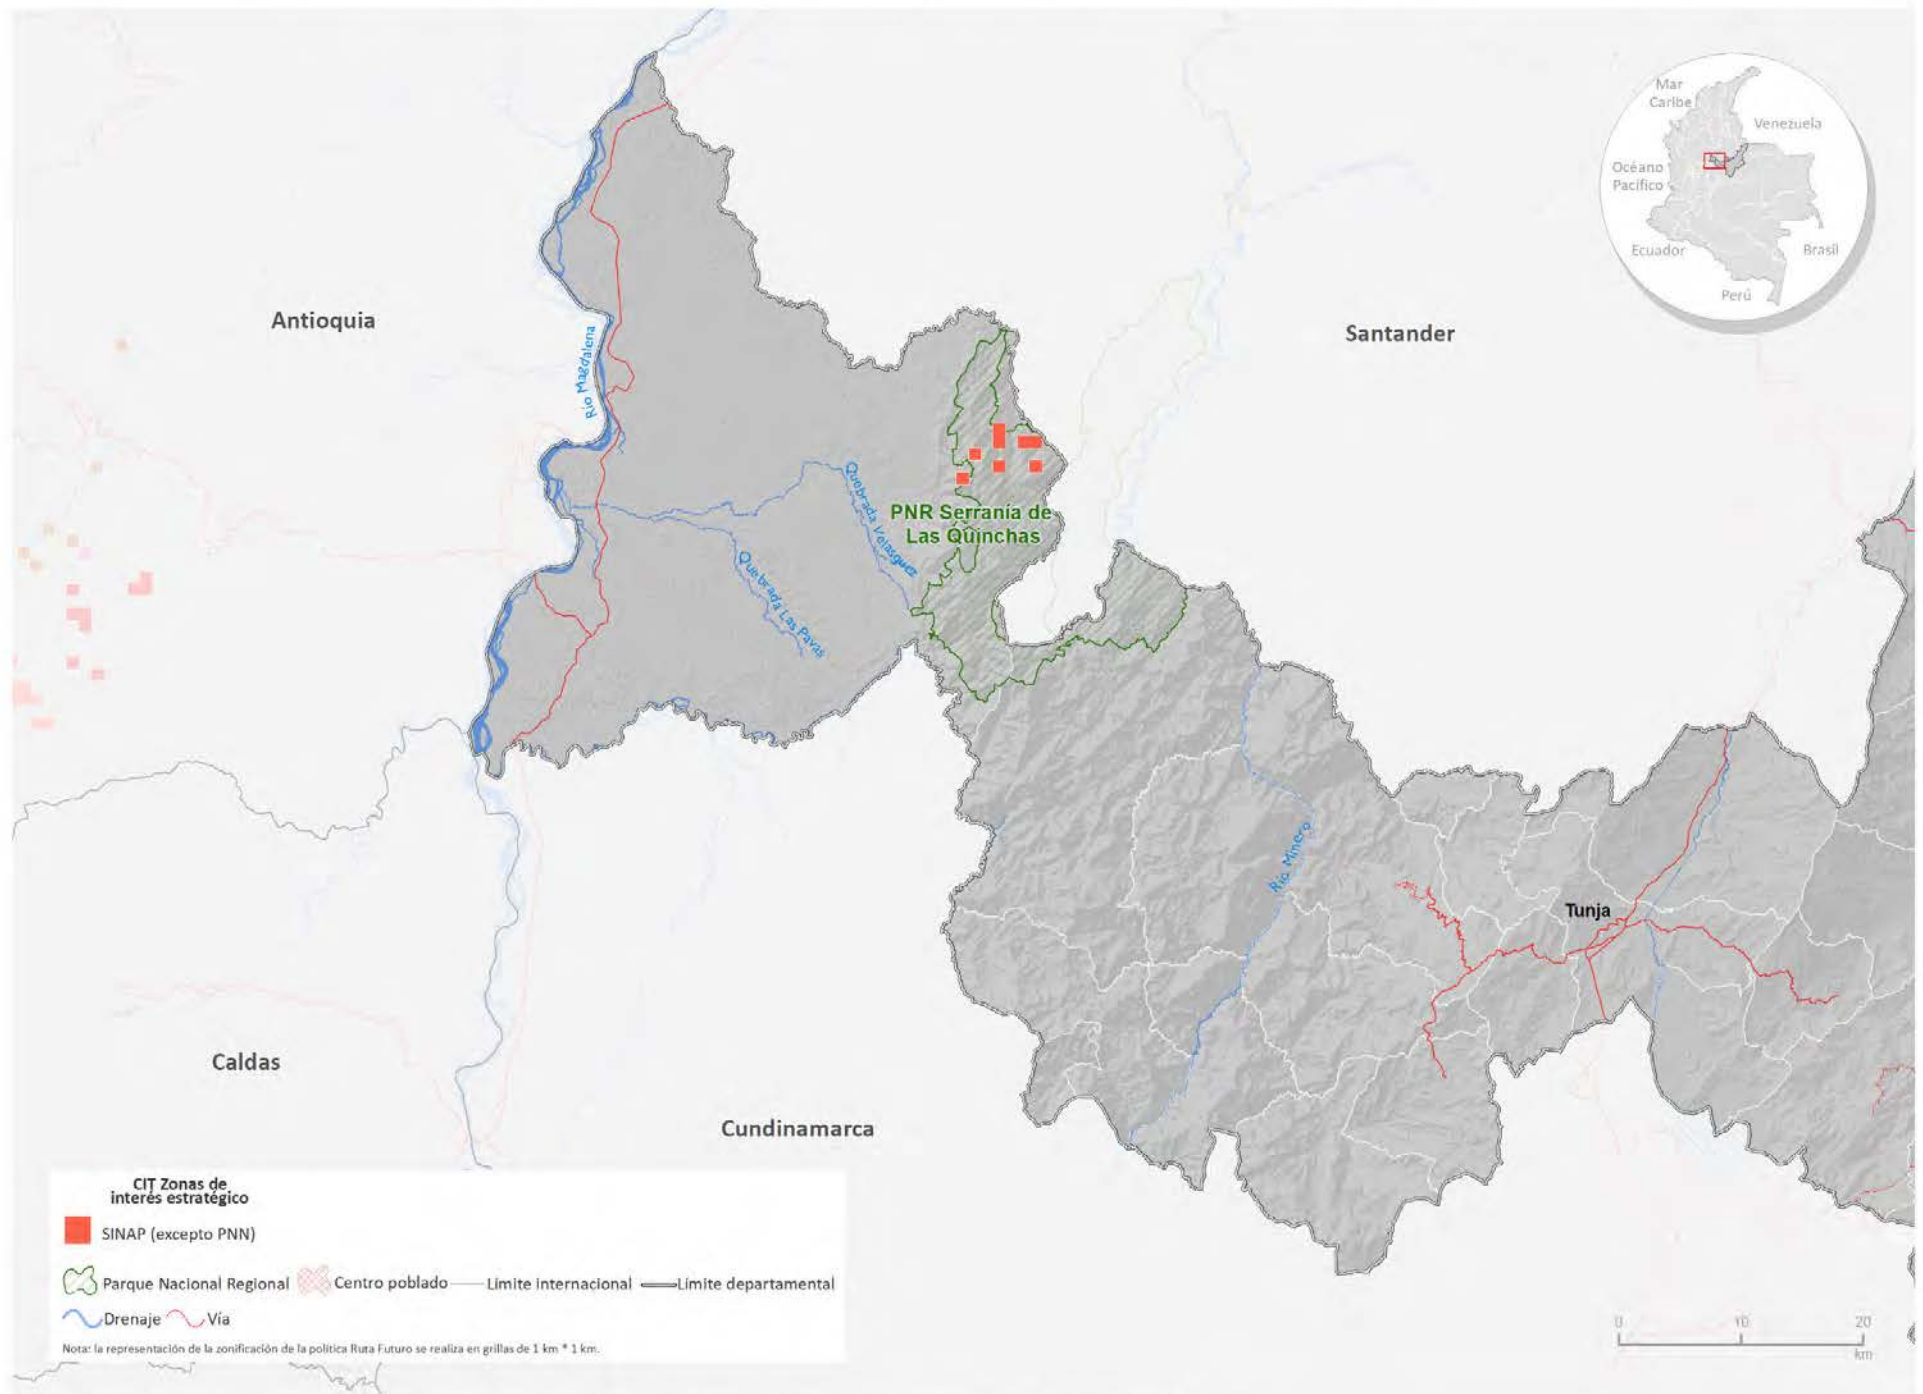 Mar
Caribe
Venezuela
Océano
Pacífico
Ecuador
Brasil
Perú
Antioquia
Santander
Río Magdalena
Quebrada Velasquez
PNR Serranía de
Las Quinchas
Quebrada Las Pavas
Río Minero
Tunja
Caldas
Cundinamarca
CIT Zonas de
interés estratégico
SINAP (excepto PNN)
Parque Nacional Regional Centro poblado Límite internacional Límite departamental
Drenaje Vía
Nota: la representación de la zonificación de la política Ruta Futuro se realiza en grillas de 1 km * 1 km.
0 10 20
km